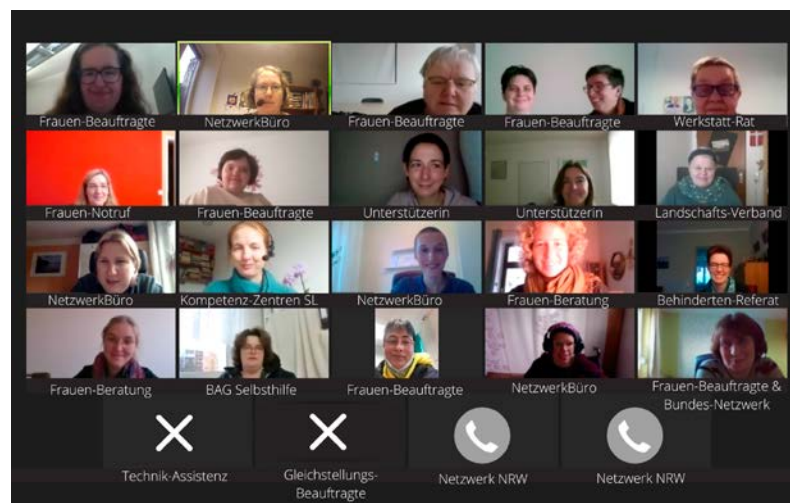 Frauen-Beauftragte
NetzwerkBüro
Frauen-Beauftragte
Frauen-Beauftragte
Werkstatt-Rat
Frauen-Notruf
Frauen-Beauftragte
Unterstützerin
Unterstützerin
Landschafts-Verband
NetzwerkBüro
Kompetenz-Zentren SL
NetzwerkBüro
Frauen-Beratung
Behinderten-Referat
Frauen-Beratung
BAG Selbsthilfe
Frauen-Beauftragte
NetzwerkBüro
Frauen-Beauftragte &
Bundes-Netzwerk
Technik-Assistenz
Gleichstellungs-
Beauftragte
Netzwerk NRW
Netzwerk NRW